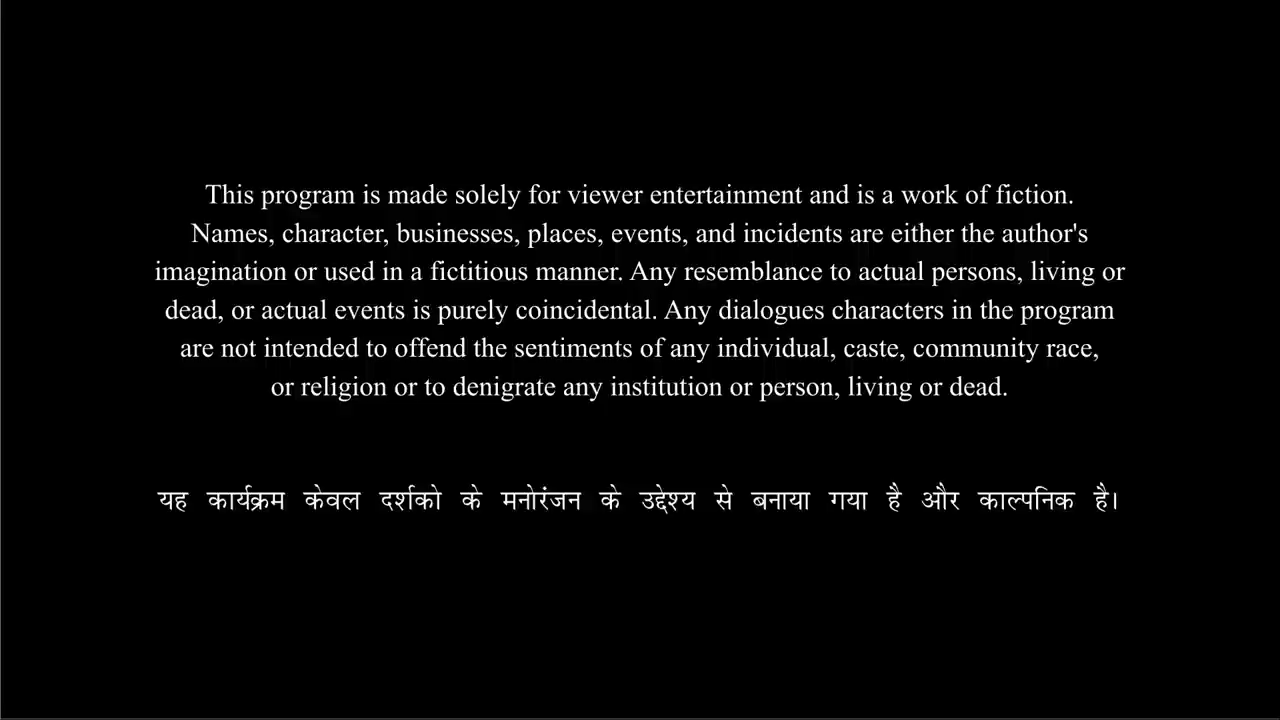 This program is made solely for viewer entertainment and is a work of fiction.
Names, character, businesses, places, events, and incidents are either the author's
imagination or used in a fictitious manner. Any resemblance to actual persons, living or
dead, or actual events is purely coincidental. Any dialogues characters in the program
are not intended to offend the sentiments of any individual, caste, community race,
or religion or to denigrate any institution or person, living or dead.
यह कार्यक्रम केवल दर्शको के मनोरंजन के उद्देश्य से बनाया गया है और काल्पनिक है।